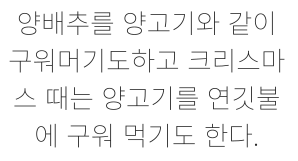 양배추를 양고기와 같이
구워머기도하고 크리스마
스 때는 양고기를 연깃불
에 구워 먹기도 한다.